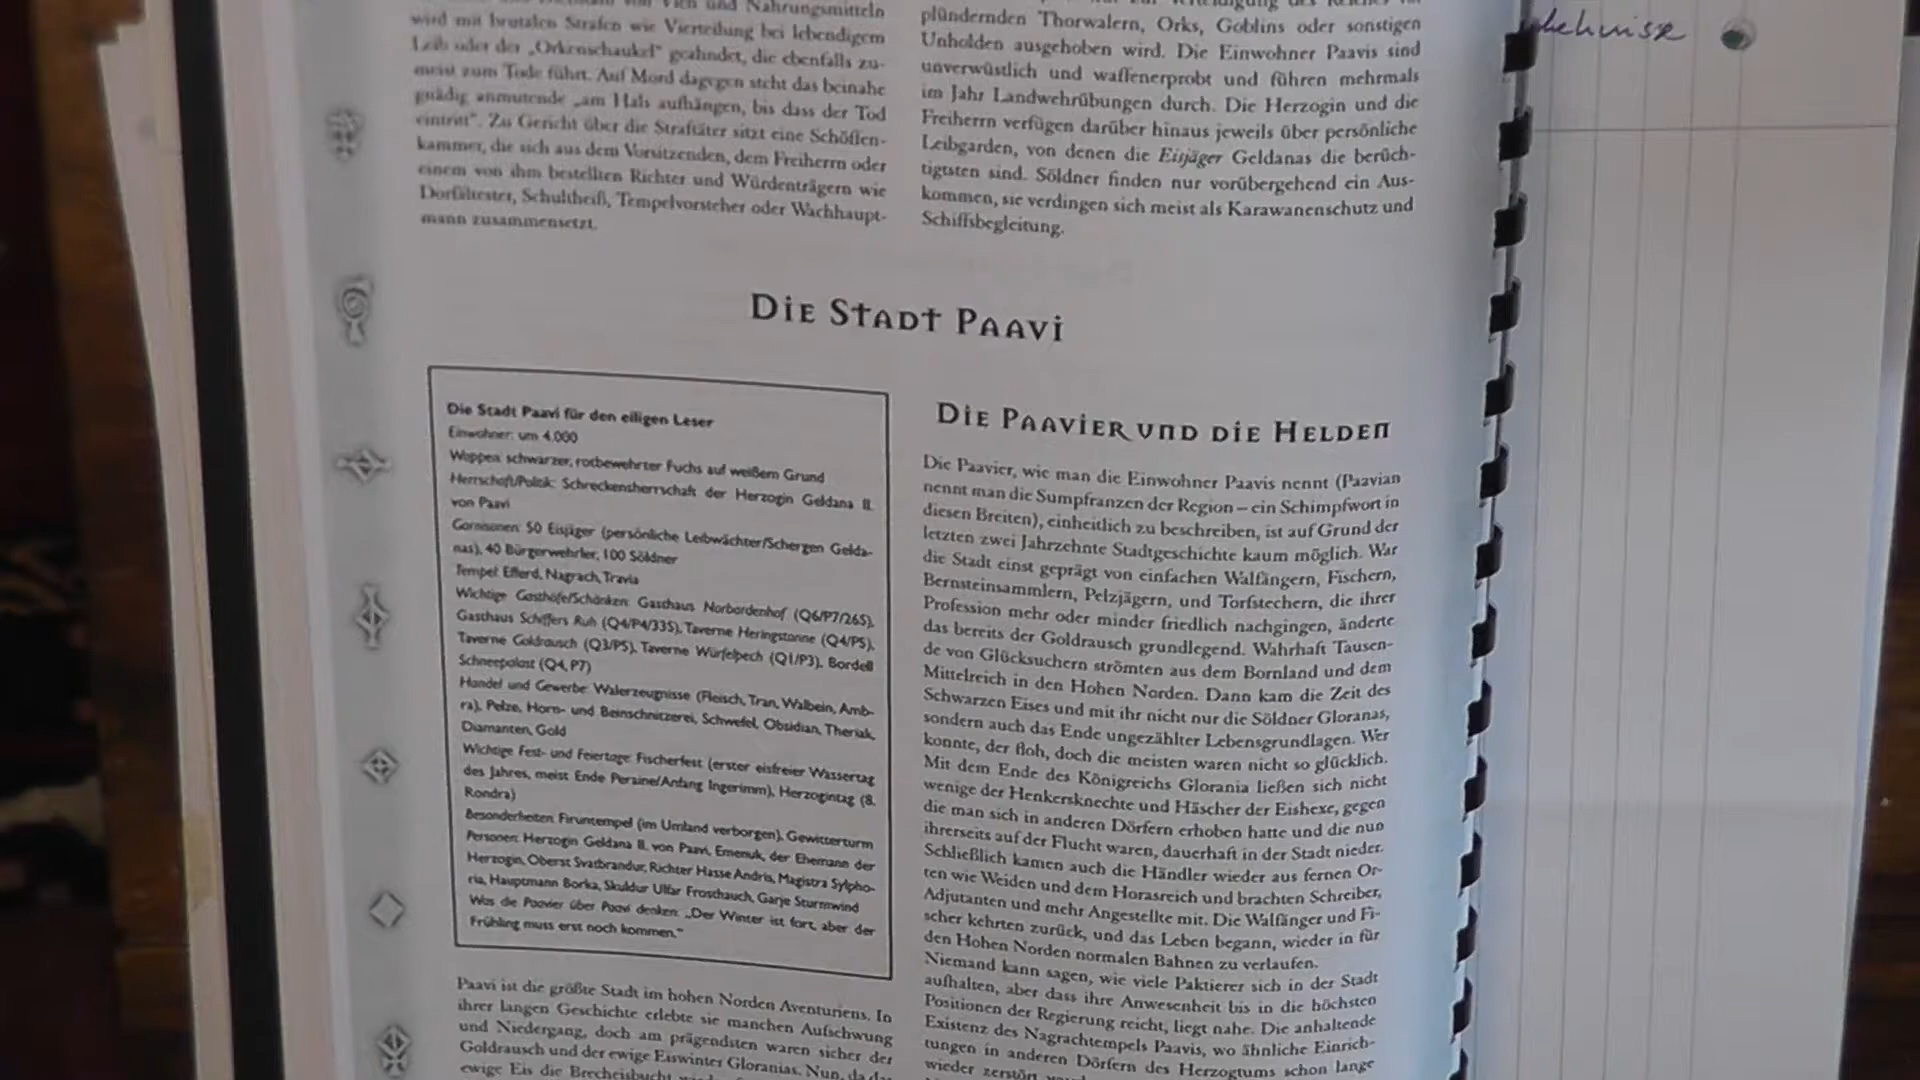 und Nahrungsmitteln
wird mit brutalen Strafen wie Vierteilung bei lebendigem
Leib oder der „Orkenschaukel“ geahndet, die ebenfalls zu-
meist zum Tode führt. Auf Mord dagegen steht das beinahe
gnädig anmutende „am Hals aufhängen, bis dass der Tod
eintritt“. Zu Gericht über die Straftäter sitzt eine Schöffen-
kammer, die sich aus dem Vorsitzenden, dem Freiherrn oder
einem von ihm bestellten Richter und Würdenträgern wie
Dorfältester, Schultheiß, Tempelvorsteher oder Wachhaupt-
mann zusammensetzt.
plündernden Thorwalern, Orks, Goblins oder sonstigen
Unholden ausgehoben wird. Die Einwohner Paavis sind
unverwüstlich und waffenerprobt und führen mehrmals
im Jahr Landwehrübungen durch. Die Herzogin und die
Freiherrn verfügen darüber hinaus jeweils über persönliche
Leibgarden, von denen die Eisjäger Geldanas die berüch-
tigtsten sind. Söldner finden nur vorübergehend ein Aus-
kommen, sie verdingen sich meist als Karawanenschutz und
Schiffsbegleitung.
Die Stadt Paavi
Die Stadt Paavi für den eiligen Leser
Einwohner: um 4.000
Wappen: schwarzer, rotbewehrter Fuchs auf weißem Grund
Herrschaft/Politik: Schreckensherrschaft der Herzogin Geldana II.
von Paavi
Garnisonen: 50 Eisjäger (persönliche Leibwächter/Schergen Gelda-
nas), 40 Bürgerwehrler, 100 Söldner
Tempel: Efferd, Nagrach, Travia
Wichtige Gasthöfe/Schänken: Gasthaus Norbardenhof (Q6/P7/26S),
Gasthaus Schiffers Ruh (Q4/P4/33S), Taverne Heringstonne (Q4/P5),
Taverne Goldrausch (Q3/P5), Taverne Würfelpech (Q1/P3), Bordell
Schneepalast (Q4, P7)
Handel und Gewerbe: Walerzeugnisse (Fleisch, Tran, Walbein, Amb-
ra), Pelze, Horn- und Beinschnitzerei, Schwefel, Obsidian, Theriak,
Diamanten, Gold
Wichtige Fest- und Feiertage: Fischerfest (erster eisfreier Wassertag
des Jahres, meist Ende Peraine/Anfang Ingerimm), Herzogintag (8.
Rondra)
Besonderheiten: Firuntempel (im Umland verborgen), Gewitterturm
Personen: Herzogin Geldana II. von Paavi, Emenuk, der Ehemann der
Herzogin, Oberst Svatbrandur, Richter Hasse Andris, Magistra Sylpho-
ria, Hauptmann Borka, Skuldur Ulfar Frosthauch, Garje Sturmwind
Was die Paavier über Paavi denken: „Der Winter ist fort, aber der
Frühling muss erst noch kommen.“
Paavi ist die größte Stadt im hohen Norden Aventuriens. In
ihrer langen Geschichte erlebte sie manchen Aufschwung
und Niedergang, doch am prägendsten waren sicher der
Goldrausch und der ewige Eiswinter Glorianas. Nun, da das
ewige Eis die Brecheisbucht
Die Paavier und die Helden
Die Paavier, wie man die Einwohner Paavis nennt (Paavian
nennt man die Sumpfranzen der Region – ein Schimpfwort in
diesen Breiten), einheitlich zu beschreiben, ist auf Grund der
letzten zwei Jahrzehnte Stadtgeschichte kaum möglich. War
die Stadt einst geprägt von einfachen Walfängern, Fischern,
Bernsteinsammlern, Pelzjägern, und Torfstechern, die ihrer
Profession mehr oder minder friedlich nachgingen, änderte
das bereits der Goldrausch grundlegend. Wahrhaft Tausen-
de von Glücksuchern strömten aus dem Bornland und dem
Mittelreich in den Hohen Norden. Dann kam die Zeit des
Schwarzen Eises und mit ihr nicht nur die Söldner Gloranas,
sondern auch das Ende ungezählter Lebensgrundlagen. Wer
konnte, der floh, doch die meisten waren nicht so glücklich.
Mit dem Ende des Königreichs Glorania ließen sich nicht
wenige der Henkersknechte und Häscher der Eishexe, gegen
die man sich in anderen Dörfern erhoben hatte und die nun
ihrerseits auf der Flucht waren, dauerhaft in der Stadt nieder.
Schließlich kamen auch die Händler wieder aus fernen Or-
ten wie Weiden und dem Horasreich und brachten Schreiber,
Adjutanten und mehr Angestellte mit. Die Walfänger und Fi-
scher kehrten zurück, und das Leben begann, wieder in für
den Hohen Norden normalen Bahnen zu verlaufen.
Niemand kann sagen, wie viele Paktierer sich in der Stadt
aufhalten, aber dass ihre Anwesenheit bis in die höchsten
Positionen der Regierung reicht, liegt nahe. Die anhaltende
Existenz des Nagrachtempels Paavis, wo ähnliche Einrich-
tungen in anderen Dörfern des Herzogtums schon lange
wieder zerstört